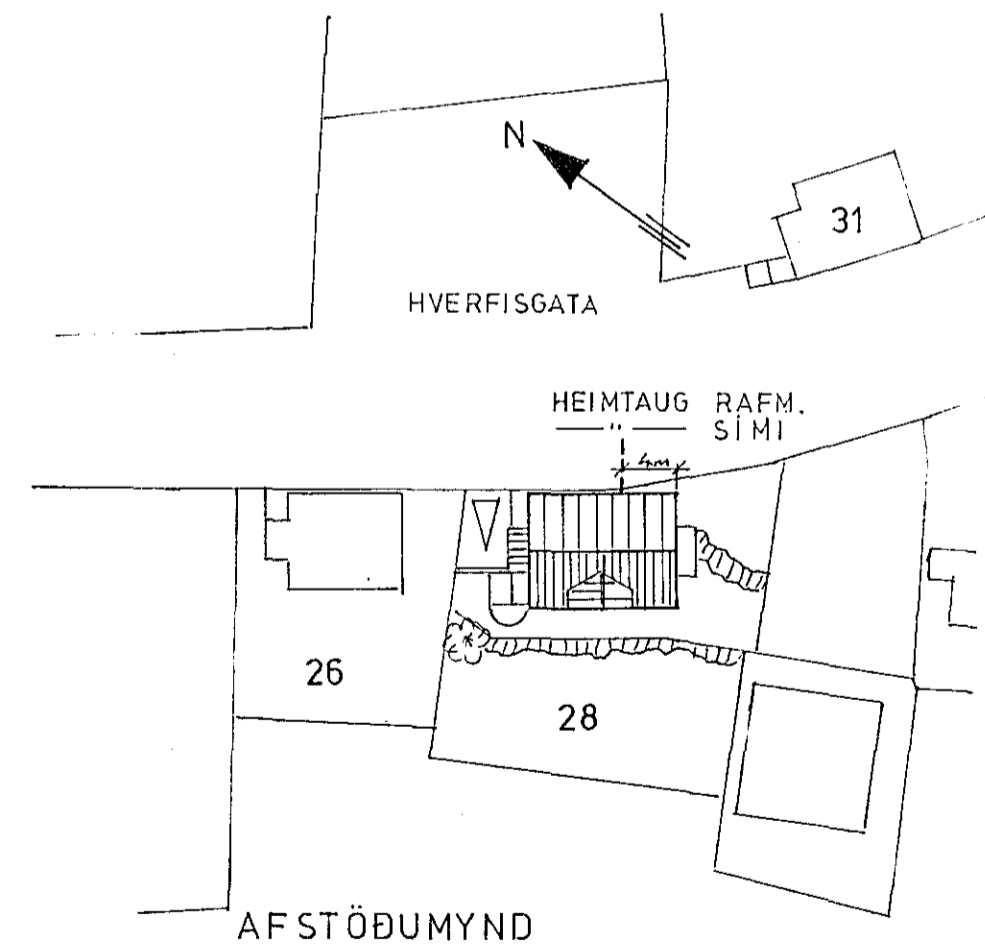 N
31
HVERFISGATA
HEIMTAUG RAFM.
" SÍMI
4m
26
28
AFSTÖÐUMYND